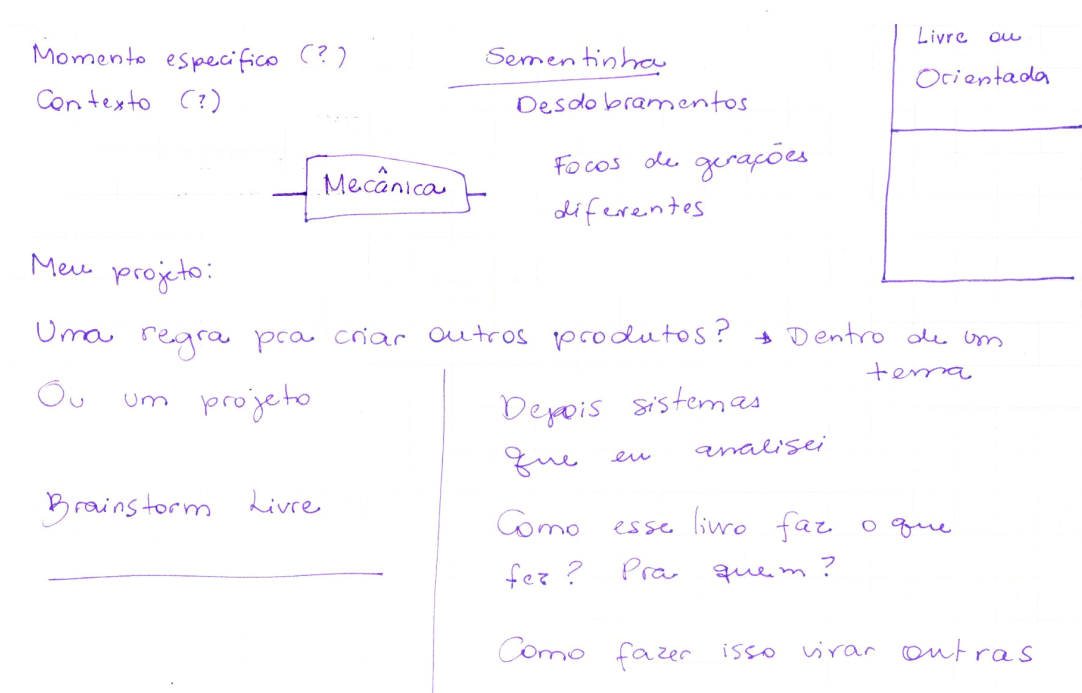 Momento especifico (?)
Contexto (?)
Sementinha
Desdobramentos
Focos de gerações
diferentes
Livre ou
Orientada
Mecânica
Meu projeto:
Uma regra pra criar outros produtos? → Dentro de um
tema
Ou um projeto
Brainstorm Livre
Depois sistemas
que eu analisei
Como esse livro faz o que
fez? Pra quem?
Como fazer isso virar outras